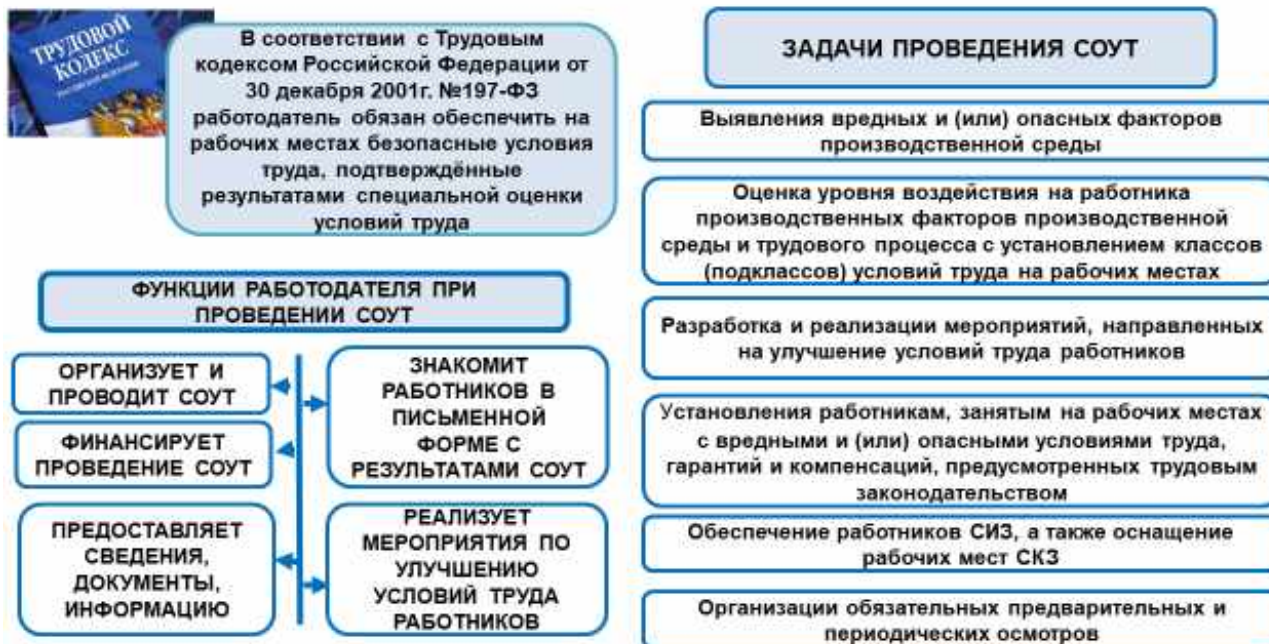 ТРУДОВОЙ
КОДЕКС
РОССИЙСКОЙ ФЕДЕРАЦИИ
В соответствии с Трудовым
кодексом Российской Федерации от
30 декабря 2001г. №197-ФЗ
работодатель обязан обеспечить на
рабочих местах безопасные условия
труда, подтверждённые
результатами специальной оценки
условий труда
ФУНКЦИИ РАБОТОДАТЕЛЯ ПРИ
ПРОВЕДЕНИИ СОУТ
ОРГАНИЗУЕТ И
ПРОВОДИТ СОУТ
ФИНАНСИРУЕТ
ПРОВЕДЕНИЕ СОУТ
ПРЕДОСТАВЛЯЕТ
СВЕДЕНИЯ,
ДОКУМЕНТЫ,
ИНФОРМАЦИЮ
ЗНАКОМИТ
РАБОТНИКОВ В
ПИСЬМЕННОЙ
ФОРМЕ С
РЕЗУЛЬТАТАМИ СОУТ
РЕАЛИЗУЕТ
МЕРОПРИЯТИЯ ПО
УЛУЧШЕНИЮ
УСЛОВИЙ ТРУДА
РАБОТНИКОВ
ЗАДАЧИ ПРОВЕДЕНИЯ СОУТ
Выявления вредных и (или) опасных факторов
производственной среды
Оценка уровня воздействия на работника
производственных факторов производственной
среды и трудового процесса с установлением классов
(подклассов) условий труда на рабочих местах
Разработка и реализации мероприятий, направленных
на улучшение условий труда работников
Установления работникам, занятым на рабочих местах
с вредными и (или) опасными условиями труда,
гарантий и компенсаций, предусмотренных трудовым
законодательством
Обеспечение работников СИЗ, а также оснащение
рабочих мест СКЗ
Организации обязательных предварительных и
периодических осмотров